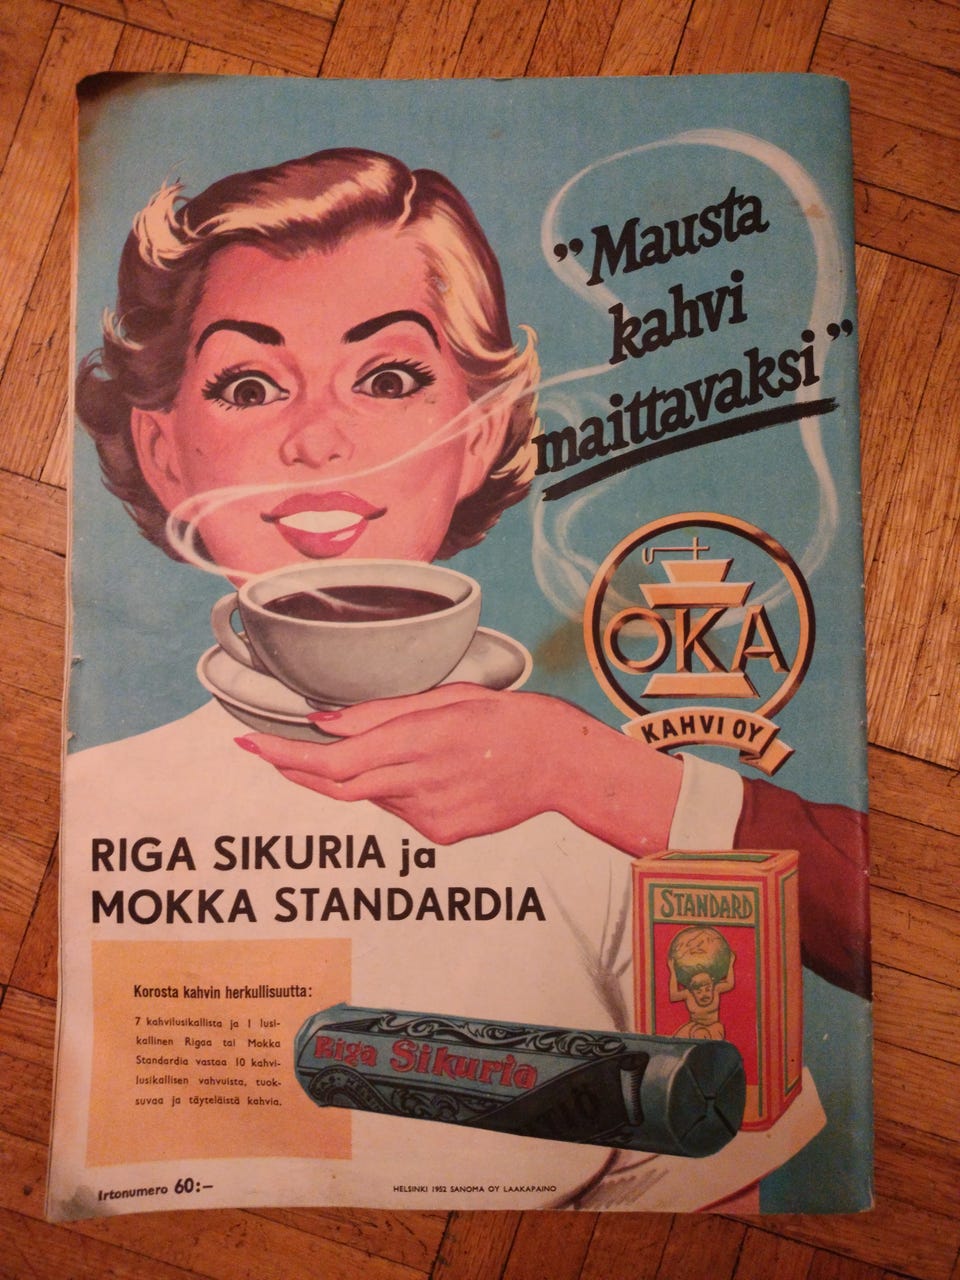 ”Mausta
kahvi
maittavaksi”
OKA
KAHVI OY
RIGA SIKURIA ja
MOKKA STANDARDIA
STANDARD
Korosta kahvin herkullisuutta:
7 kahvilusikallista ja 1 lusi-
kallinen Rigaa tai Mokka
Standardia vastaa 10 kahvi-
lusikallisen vahvuista, tuok-
suvaa ja täyteläistä kahvia.
Riga Sikuria
Irtonumero 60:–
HELSINKI 1952 SANOMA OY LAAKAPAINO